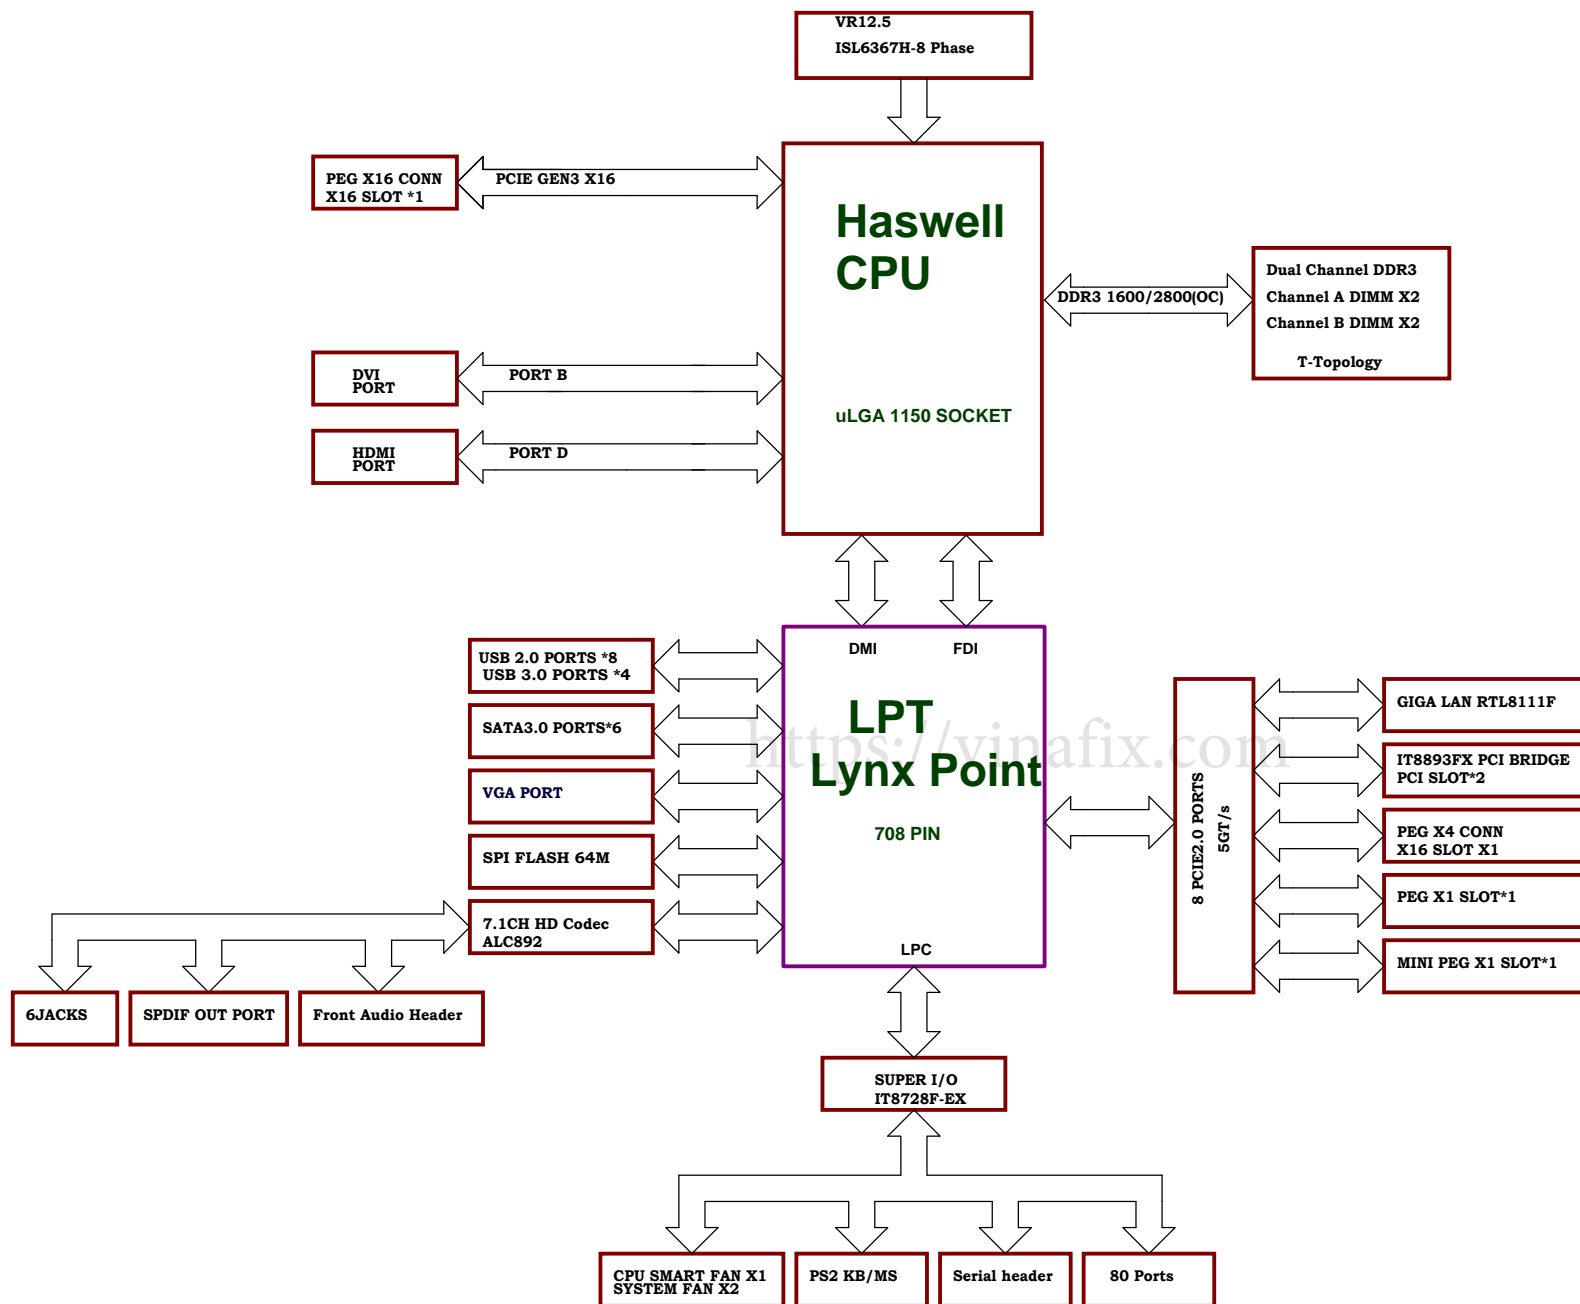 VR12.5
ISL6367H-8 Phase
PEG X16 CONN
X16 SLOT *1
PCIE GEN3 X16
Haswell
CPU
DDR3 1600/2800(OC)
Dual Channel DDR3
Channel A DIMM X2
Channel B DIMM X2
T-Topology
DVI
PORT
PORT B
uLGA 1150 SOCKET
HDMI
PORT
PORT D
DMI
FDI
USB 2.0 PORTS *8
USB 3.0 PORTS *4
LPT
Lynx Point
708 PIN
LPC
https://vinafix.com
SATA3.0 PORTS*6
VGA PORT
SPI FLASH 64M
7.1CH HD Codec
ALC892
8 PCIE2.0 PORTS
5GT/s
GIGA LAN RTL8111F
IT8893FX PCI BRIDGE
PCI SLOT*2
PEG X4 CONN
X16 SLOT X1
PEG X1 SLOT*1
MINI PEG X1 SLOT*1
6JACKS
SPDIF OUT PORT
Front Audio Header
SUPER I/O
IT8728F-EX
CPU SMART FAN X1
SYSTEM FAN X2
PS2 KB/MS
Serial header
80 Ports